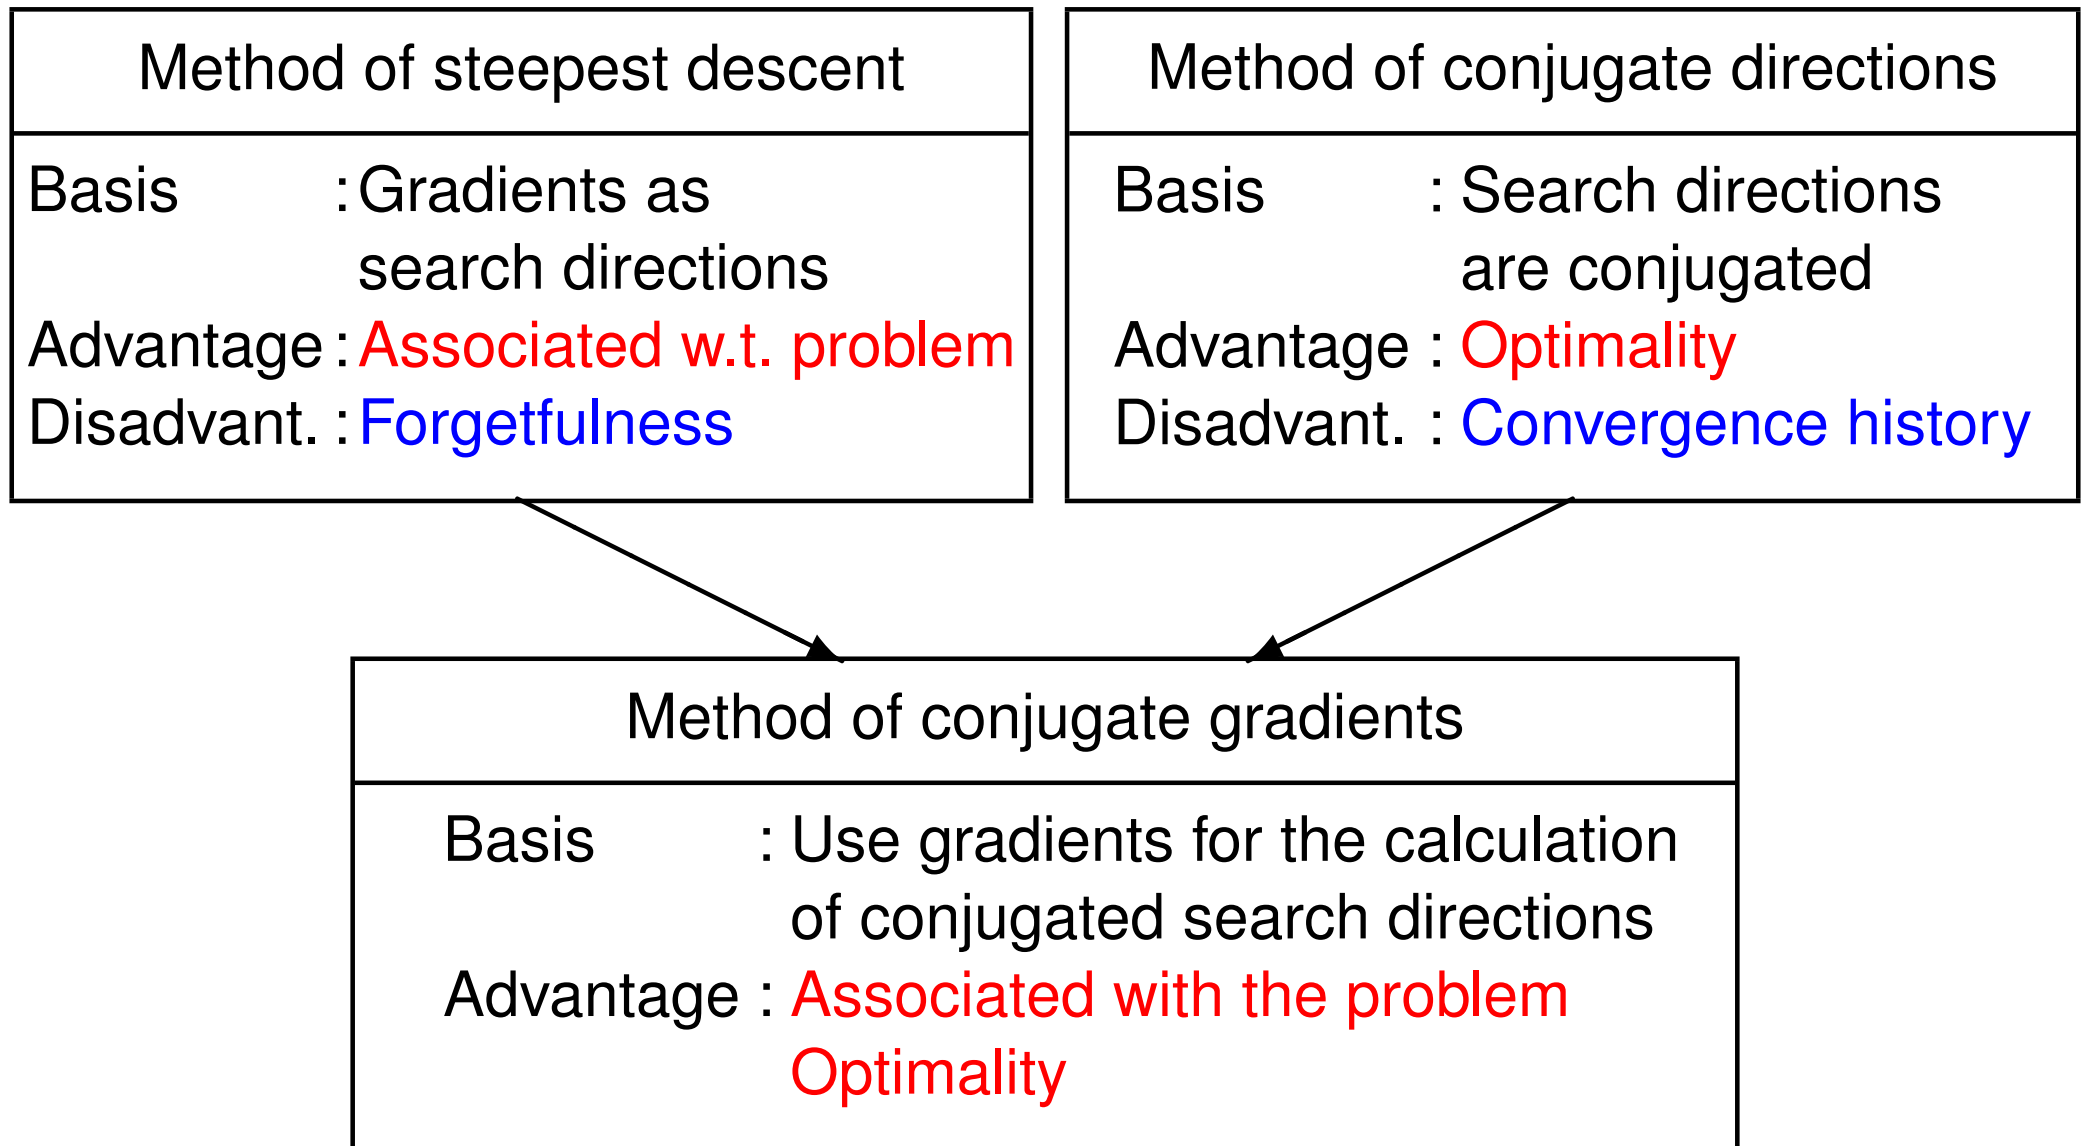 Method of steepest descent
Basis : Gradients as
search directions
Advantage : Associated w.t. problem
Disadvant. : Forgetfulness
Method of conjugate directions
Basis : Search directions
are conjugated
Advantage : Optimality
Disadvant. : Convergence history
Method of conjugate gradients
Basis : Use gradients for the calculation
of conjugated search directions
Advantage : Associated with the problem
Optimality